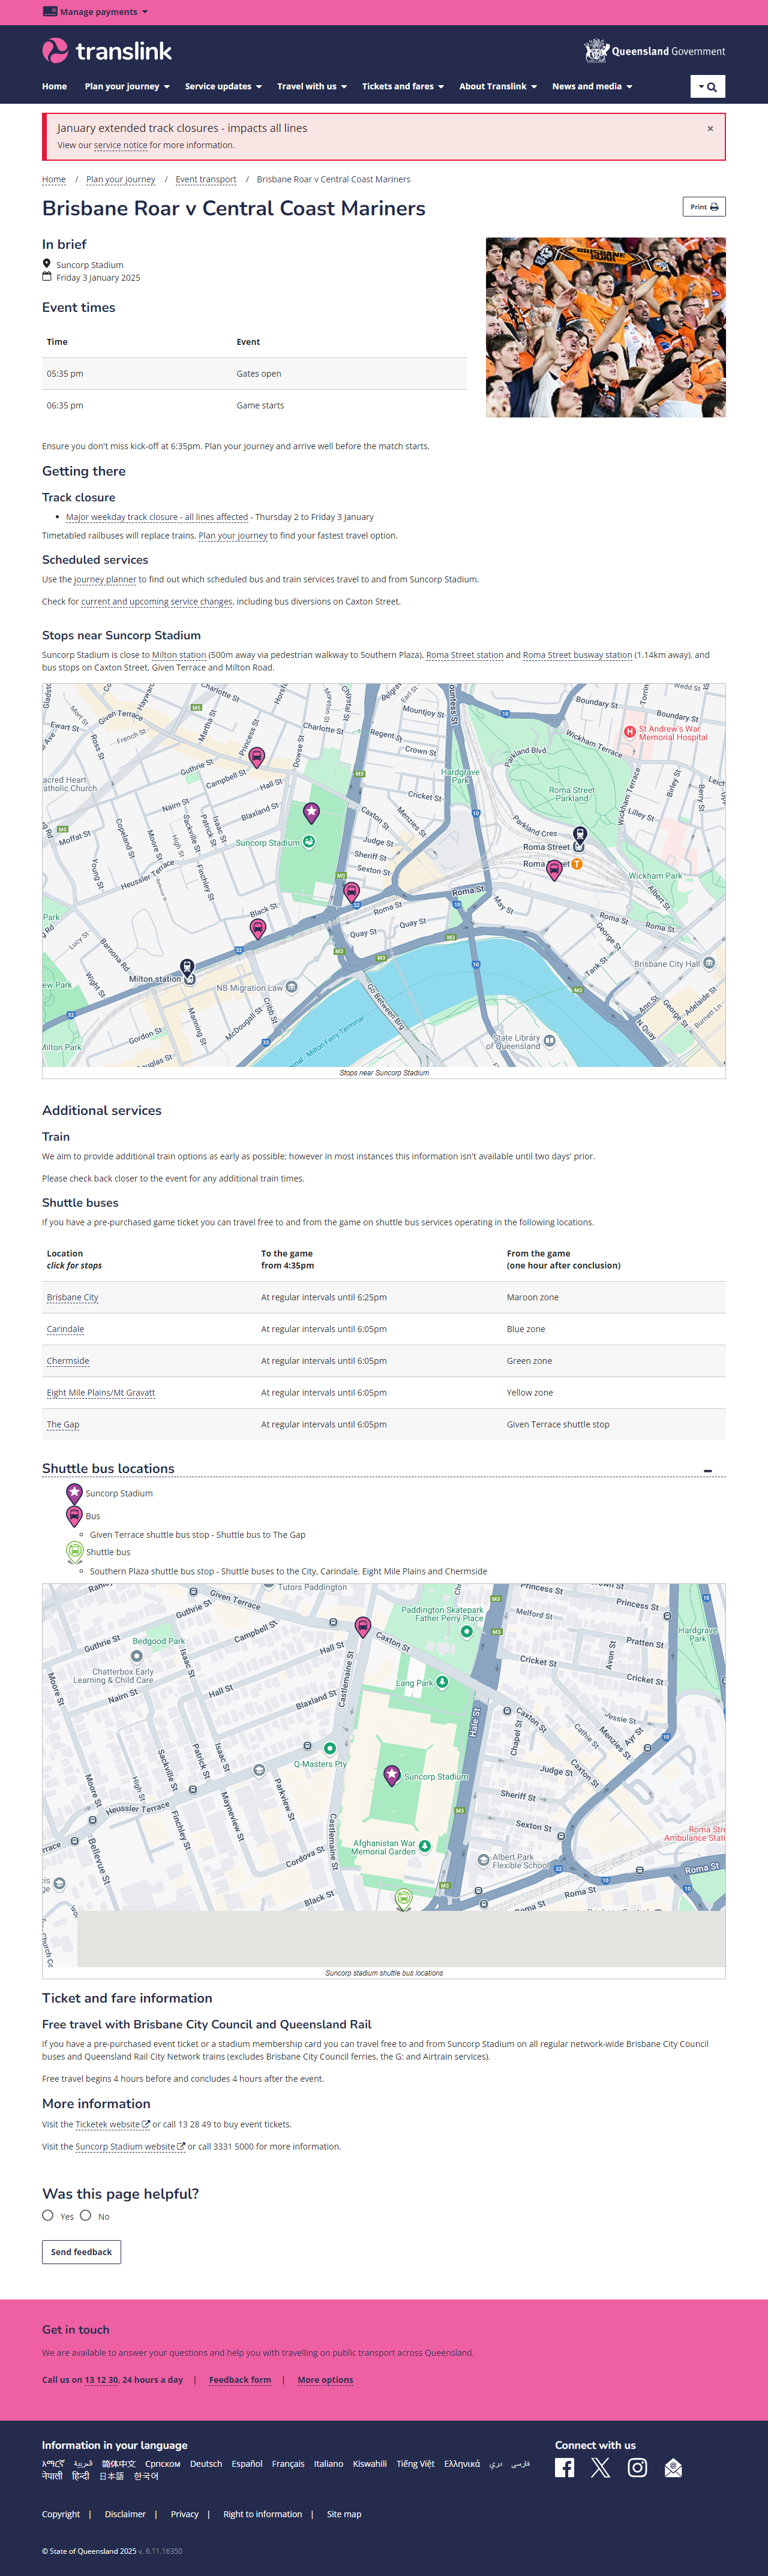 Manage payments
translink
Queensland Government
Home Plan your journey Service updates Travel with us Tickets and fares About Translink News and media
January extended track closures - impacts all lines
×
View our service notice for more information.
Home / Plan your journey / Event transport / Brisbane Roar v Central Coast Mariners
Brisbane Roar v Central Coast Mariners
Print
In brief
Suncorp Stadium
Friday 3 January 2025
Event times
Time Event
05:35 pm Gates open
06:35 pm Game starts
BRISBANE ROAR
Ensure you don't miss kick-off at 6:35pm. Plan your journey and arrive well before the match starts.
Getting there
Track closure
Major weekday track closure - all lines affected - Thursday 2 to Friday 3 January
Timetabled railbuses will replace trains. Plan your journey to find your fastest travel option.
Scheduled services
Use the journey planner to find out which scheduled bus and train services travel to and from Suncorp Stadium.
Check for current and upcoming service changes, including bus diversions on Caxton Street.
Stops near Suncorp Stadium
Suncorp Stadium is close to Milton station (500m away via pedestrian walkway to Southern Plaza), Roma Street station and Roma Street busway station (1.14km away), and
bus stops on Caxton Street, Given Terrace and Milton Road.
Charlotte St
Given Terrace
Ewart St
French St
Ross St
Martha St
Princess St
Dowse St
Charlotte St
Regent St
Mountjoy St
Crown St
Boundary St
Boundary St
Wickham Terrace
St Andrew's War
Memorial Hospital
Parkland Blvd
Guthrie St
Campbell St
Hall St
Hardgrave
Park
Cricket St
Roma Street
Parkland
Nairn St
Blaxland St
Caxton St
Menzies St
Parkland Cres
Lilley St
Moffat St
Suncorp Stadium
Judge St
Sheriff St
Sexton St
Roma Street
Heussler Terrace
Wickham Park
Black St
Roma St
May St
Albert St
Quay St
Quay St
Roma St
George St
Brisbane City Hall
Milton station
NB Migration Law
Tank St
Ann St
Adelaide St
Go Between Brg
State Library
of Queensland
N Quay
Milton Park
Gordon St
Manning St
McDougall St
Cribb St
Milton Ferry Terminal
Stops near Suncorp Stadium
Additional services
Train
We aim to provide additional train options as early as possible; however in most instances this information isn't available until two days' prior.
Please check back closer to the event for any additional train times.
Shuttle buses
If you have a pre-purchased game ticket you can travel free to and from the game on shuttle bus services operating in the following locations.
Location To the game From the game
click for stops from 4:35pm (one hour after conclusion)
Brisbane City At regular intervals until 6:25pm Maroon zone
Carindale At regular intervals until 6:05pm Blue zone
Chermside At regular intervals until 6:05pm Green zone
Eight Mile Plains/Mt Gravatt At regular intervals until 6:05pm Yellow zone
The Gap At regular intervals until 6:05pm Given Terrace shuttle stop
Shuttle bus locations
Suncorp Stadium
Bus
Given Terrace shuttle bus stop - Shuttle bus to The Gap
Shuttle bus
Southern Plaza shuttle bus stop - Shuttle buses to the City, Carindale, Eight Mile Plains and Chermside
Tutors Paddington
Given Terrace
Guthrie St
Paddington Skatepark
Father Perry Place
Princess St
Princess St
Melford St
Hardgrave
Park
Guthrie St
Bedgood Park
Campbell St
Hall St
Caxton St
Pratten St
Chatterbox Early
Learning & Child Care
Isaac St
Castlemaine St
Cricket St
Cricket St
Moore St
Nairn St
Hall St
Lang Park
Blaxland St
Hale St
Caxton St
Jessie St
Menzies St
Ayr St
Sackville St
Patrick St
Isaac St
Q-Masters Pty
Chapel St
Judge St
Moore St
Suncorp Stadium
Heussler Terrace
Finchley St
Mayneview St
Parkview St
Castlemaine St
Sheriff St
Sexton St
Afghanistan War
Memorial Garden
Albert Park
Flexible School
Bellevue St
Cordova St
Black St
Roma St
Roma St
Suncorp stadium shuttle bus locations
Ticket and fare information
Free travel with Brisbane City Council and Queensland Rail
If you have a pre-purchased event ticket or a stadium membership card you can travel free to and from Suncorp Stadium on all regular network-wide Brisbane City Council
buses and Queensland Rail City Network trains (excludes Brisbane City Council ferries, the G: and Airtrain services).
Free travel begins 4 hours before and concludes 4 hours after the event.
More information
Visit the Ticketek website or call 13 28 49 to buy event tickets.
Visit the Suncorp Stadium website or call 3331 5000 for more information.
Was this page helpful?
Yes No
Send feedback
Get in touch
We are available to answer your questions and help you with travelling on public transport across Queensland.
Call us on 13 12 30, 24 hours a day | Feedback form | More options
Information in your language Connect with us
አማርኛ العربية 简体中文 Српском Deutsch Español Français Italiano Kiswahili Tiếng Việt Ελληνικά دري فارسی
नेपाली हिन्दी 日本語 한국어
Copyright | Disclaimer | Privacy | Right to information | Site map
© State of Queensland 2025 v. 6.11.16350